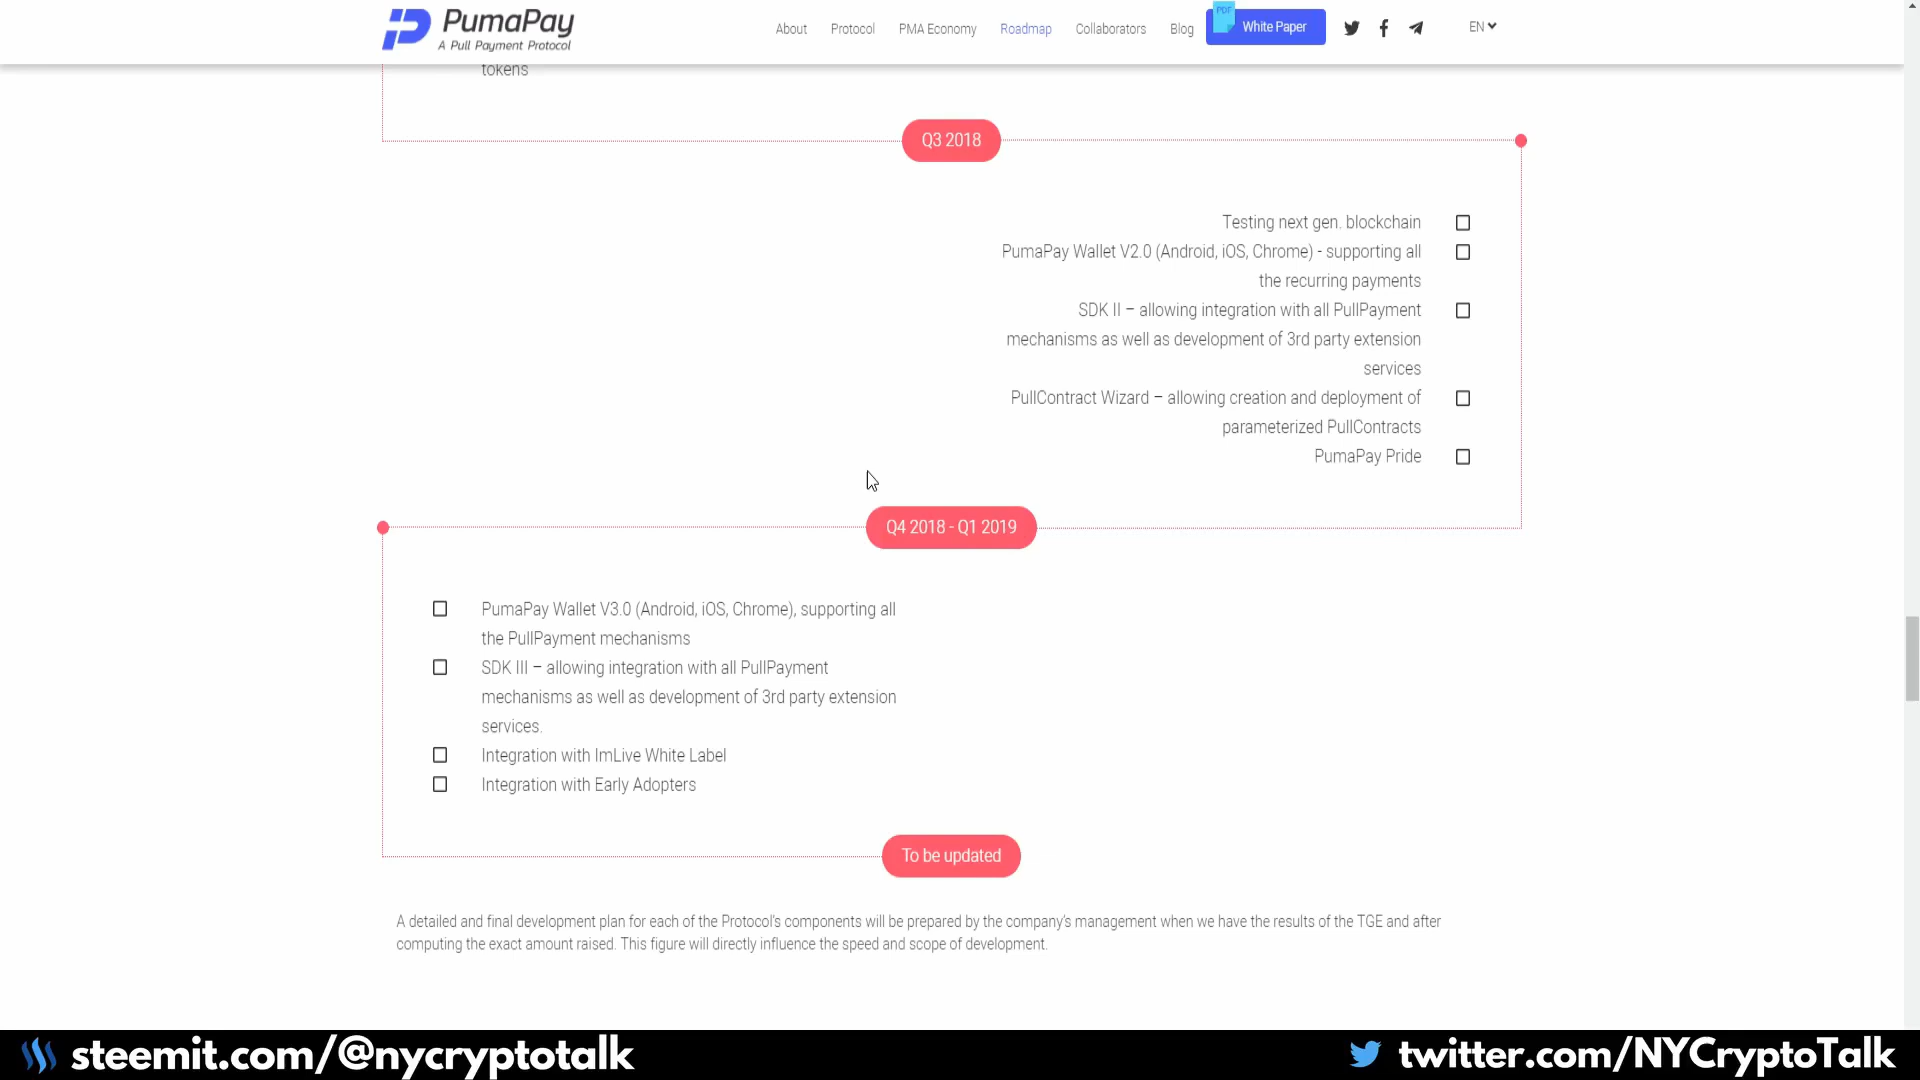 PumaPay
A Pull Payment Protocol
About Protocol PMA Economy Roadmap Collaborators Blog PDF White Paper EN
tokens
Q3 2018
Testing next gen. blockchain
PumaPay Wallet V2.0 (Android, iOS, Chrome) - supporting all
the recurring payments
SDK II – allowing integration with all PullPayment
mechanisms as well as development of 3rd party extension
services
PullContract Wizard – allowing creation and deployment of
parameterized PullContracts
PumaPay Pride
Q4 2018 - Q1 2019
PumaPay Wallet V3.0 (Android, iOS, Chrome), supporting all
the PullPayment mechanisms
SDK III – allowing integration with all PullPayment
mechanisms as well as development of 3rd party extension
services.
Integration with ImLive White Label
Integration with Early Adopters
To be updated
A detailed and final development plan for each of the Protocol's components will be prepared by the company's management when we have the results of the TGE and after
computing the exact amount raised. This figure will directly influence the speed and scope of development.
steemit.com/@nycryptotalk
twitter.com/NYCryptoTalk